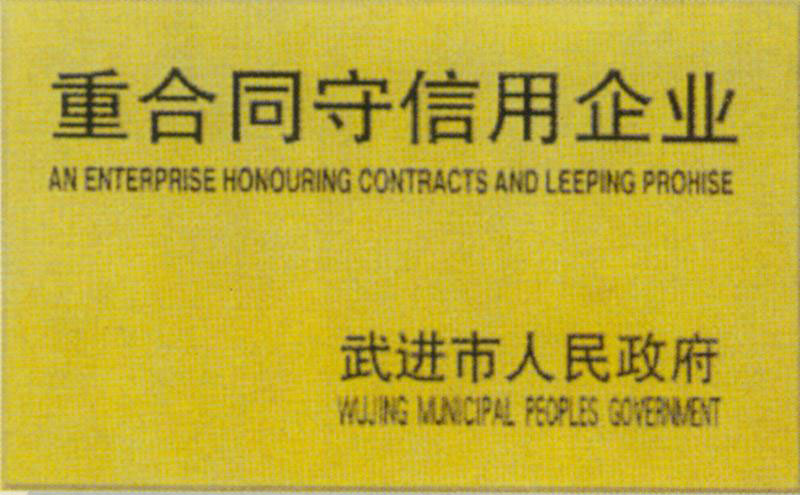 重合同守信用企业
AN ENTERPRISE HONOURING CONTRACTS AND LEEPING PROHISE
武进市人民政府
WUJING MUNICIPAL PEOPLES GOVERNMENT